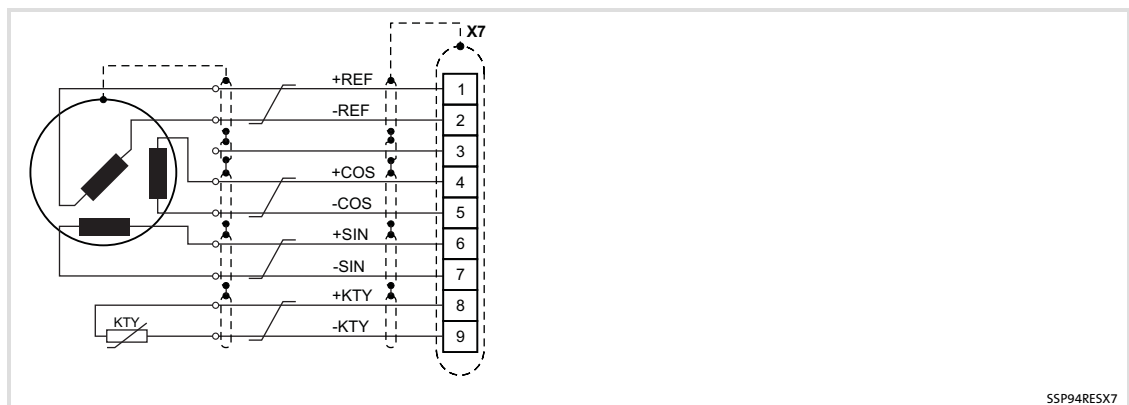 X7
+REF
1
-REF
2
3
+COS
4
-COS
5
+SIN
6
-SIN
7
+KTY
8
KTY
-KTY
9
SSP94RESX7